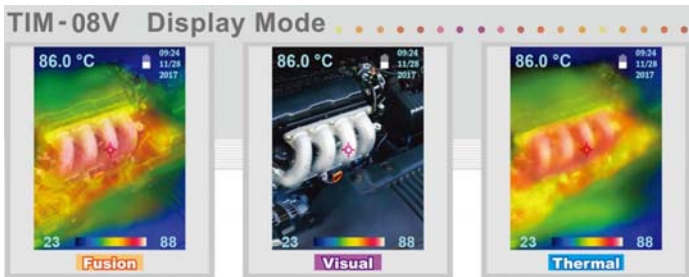 TIM-08V Display Mode
86.0 °C
09:24
11/28
2017
23 88
Fusion
86.0 °C
09:24
11/28
2017
23 88
Visual
86.0 °C
09:24
11/28
2017
23 88
Thermal